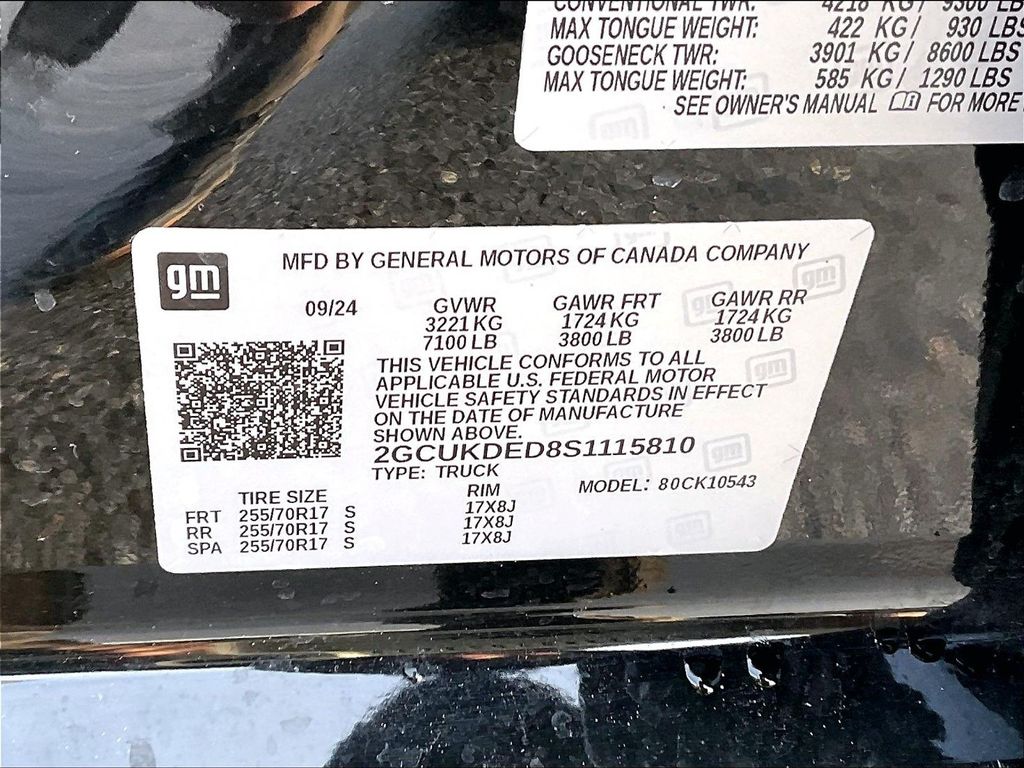 CONVENTIONAL TWR: 4218 KG/ 9300 LB
MAX TONGUE WEIGHT: 422 KG/ 930 LBS
GOOSENECK TWR: 3901 KG/ 8600 LBS
MAX TONGUE WEIGHT: 585 KG/ 1290 LBS
SEE OWNER'S MANUAL FOR MORE
gm
MFD BY GENERAL MOTORS OF CANADA COMPANY
09/24 GVWR GAWR FRT GAWR RR
3221 KG 1724 KG 1724 KG
7100 LB 3800 LB 3800 LB
THIS VEHICLE CONFORMS TO ALL
APPLICABLE U.S. FEDERAL MOTOR
VEHICLE SAFETY STANDARDS IN EFFECT
ON THE DATE OF MANUFACTURE
SHOWN ABOVE.
2GCUKDED8S1115810
TYPE: TRUCK MODEL: 80CK10543
TIRE SIZE RIM
FRT 255/70R17 S 17X8J
RR 255/70R17 S 17X8J
SPA 255/70R17 S 17X8J